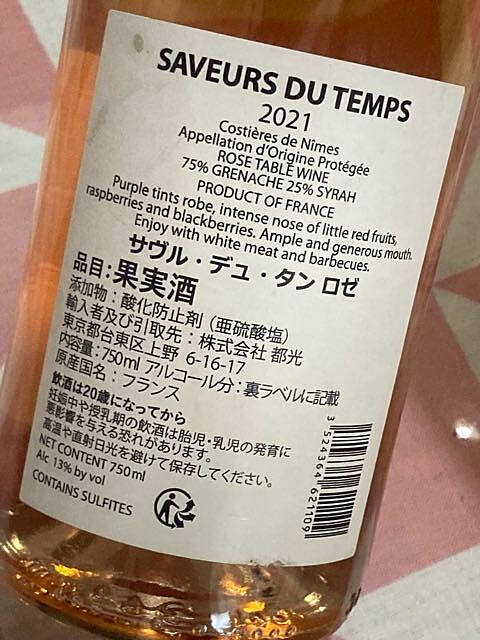 SAVEURS DU TEMPS
2021
Costières de Nîmes
Appellation d'Origine Protégée
ROSE TABLE WINE
75% GRENACHE 25% SYRAH
PRODUCT OF FRANCE
Purple tints robe, intense nose of little red fruits,
raspberries and blackberries. Ample and generous mouth.
Enjoy with white meat and barbecues.
サヴル・デュ・タン ロゼ
品目:果実酒
添加物:酸化防止剤(亜硫酸塩)
輸入者及び引取先:株式会社 都光
東京都台東区上野 6-16-17
内容量:750ml アルコール分:裏ラベルに記載
原産国名:フランス
飲酒は20歳になってから
妊娠中や授乳期の飲酒は胎児・乳児の発育に
悪影響を与える恐れがあります。
高温や直射日光を避けて保存してください。
NET CONTENT 750 ml
Alc 13% by vol
CONTAINS SULFITES
3 524364 621109